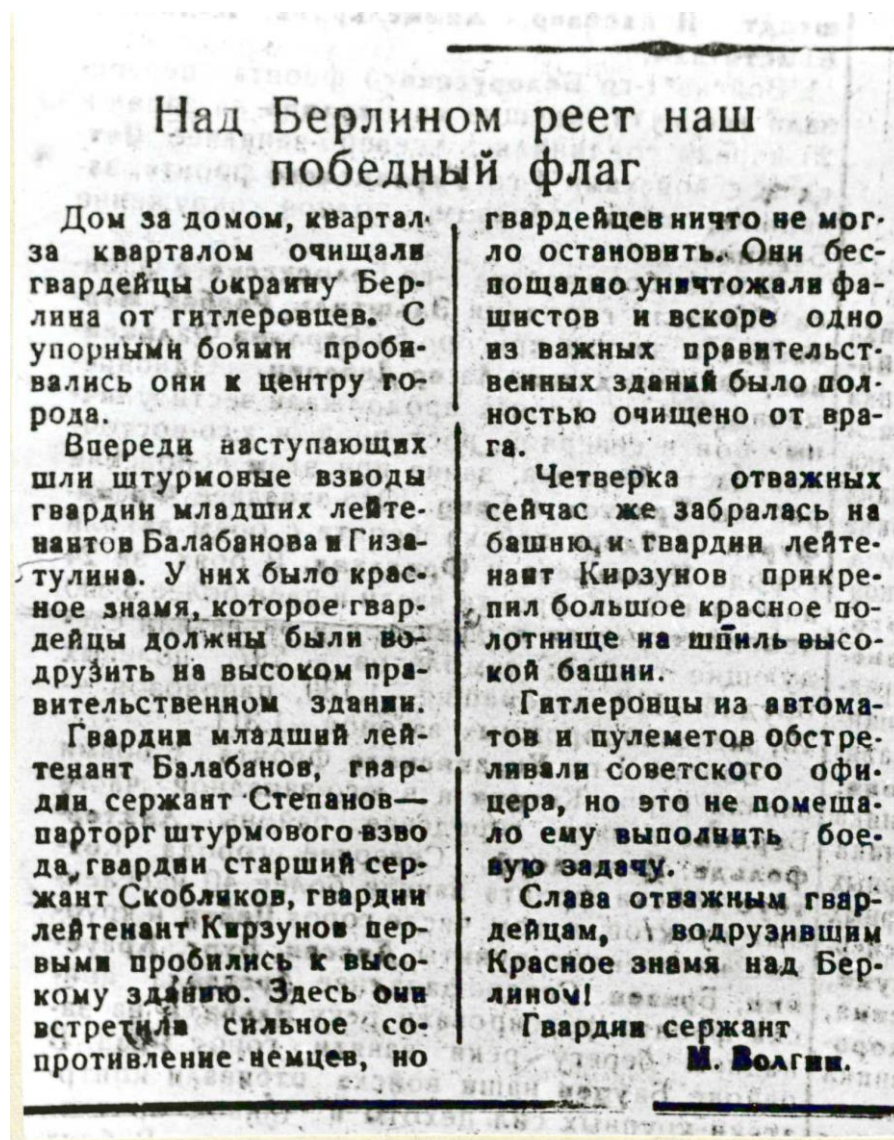 Над Берлином реет наш
победный флаг
Дом за домом, квартал
за кварталом очищали
гвардейцы окраину Бер-
лина от гитлеровцев. С
упорными боями проби-
вались они к центру го-
рода.
Впереди наступающих
шли штурмовые взводы
гвардии младших лейте-
нантов Балабанова и Гиза-
тулина. У них было крас-
ное знамя, которое гвар-
дейцы должны были во-
друзить на высоком пра-
вительственном здании.
Гвардии младший лей-
тенант Балабанов, гвар-
дии сержант Степанов—
парторг штурмового взво
да, гвардии старший сер-
жант Скобликов, гвардии
лейтенант Кирзунов пер-
выми пробились к высо-
кому зданию. Здесь они
встретили сильное со-
противление немцев, но
гвардейцев ничто не мог-
ло остановить. Они бес-
пощадно уничтожали фа-
шистов и вскоре одно
из важных правительст-
венных зданий было пол-
ностью очищено от вра-
га.
Четверка отважных
сейчас же забралась на
башню, и гвардии лейте-
нант Кирзунов прикре-
пил большое красное по-
лотнище на шпиль высо-
кой башни.
Гитлеровцы из автома-
тов и пулеметов обстре-
ливали советского офи-
цера, но это не помеша-
ло ему выполнить бое-
вую задачу.
Слава отважным гвар-
дейцам, водрузившим
Красное знамя над Бер-
лином!
Гвардии сержант
М. Волгин.